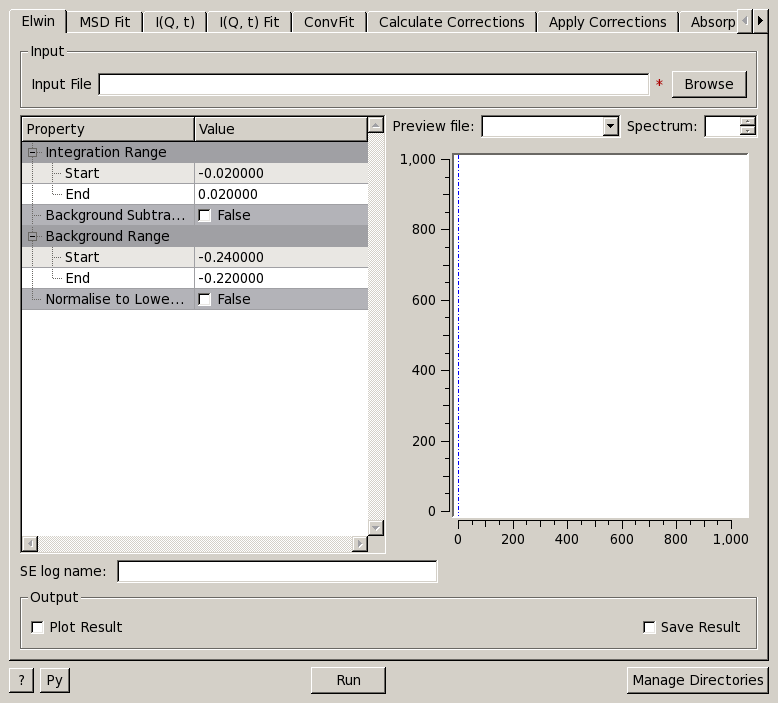 Elwin MSD Fit I(Q, t) I(Q, t) Fit ConvFit Calculate Corrections Apply Corrections Absorp
Input
Input File * Browse
Property Value
Integration Range
Start -0.020000
End 0.020000
Background Subtra... False
Background Range
Start -0.240000
End -0.220000
Normalise to Lowe... False
Preview file: Spectrum:
1,000
800
600
400
200
0
0 200 400 600 800 1,000
SE log name:
Output
Plot Result Save Result
? Py Run Manage Directories